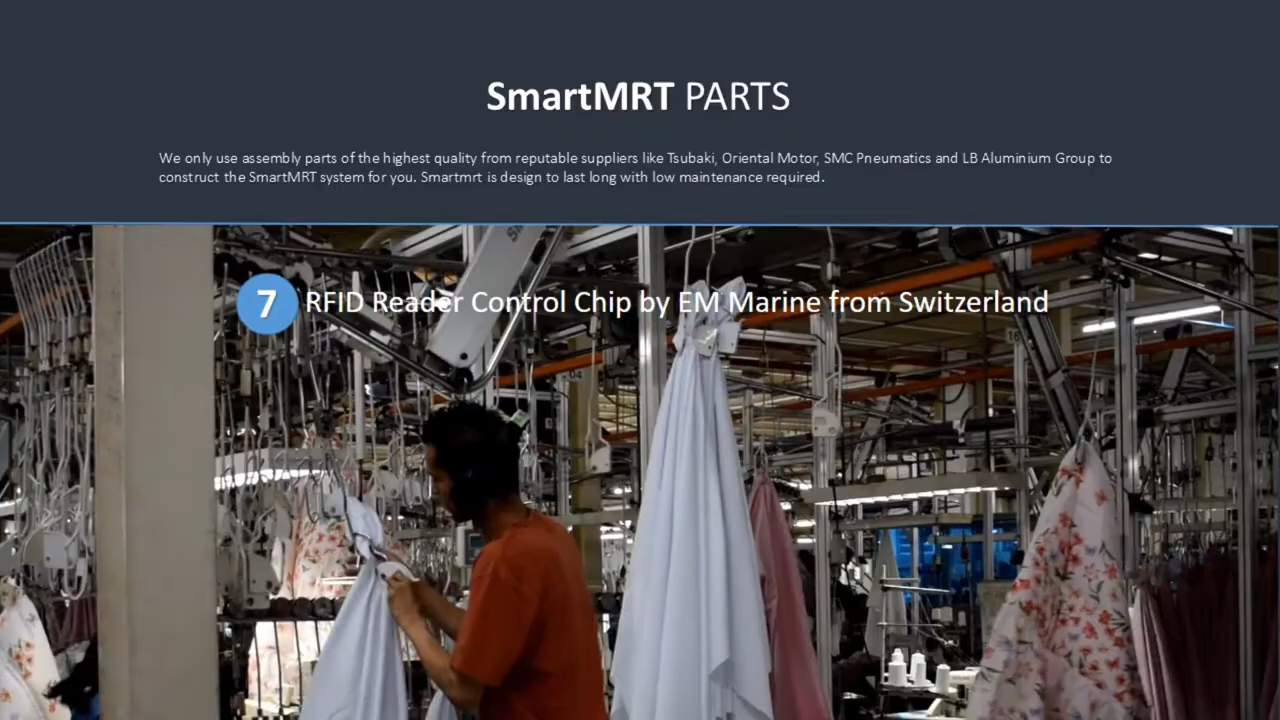 SmartMRT PARTS
We only use assembly parts of the highest quality from reputable suppliers like Tsubaki, Oriental Motor, SMC Pneumatics and LB Aluminium Group to
construct the SmartMRT system for you. Smartmrt is design to last long with low maintenance required.
7 RFID Reader Control Chip by EM Marine from Switzerland